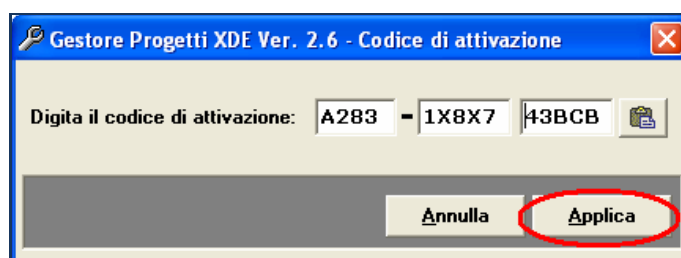 Gestore Progetti XDE Ver. 2.6 - Codice di attivazione
Digita il codice di attivazione: A283 - 1X8X7 43BCB
Annulla Applica